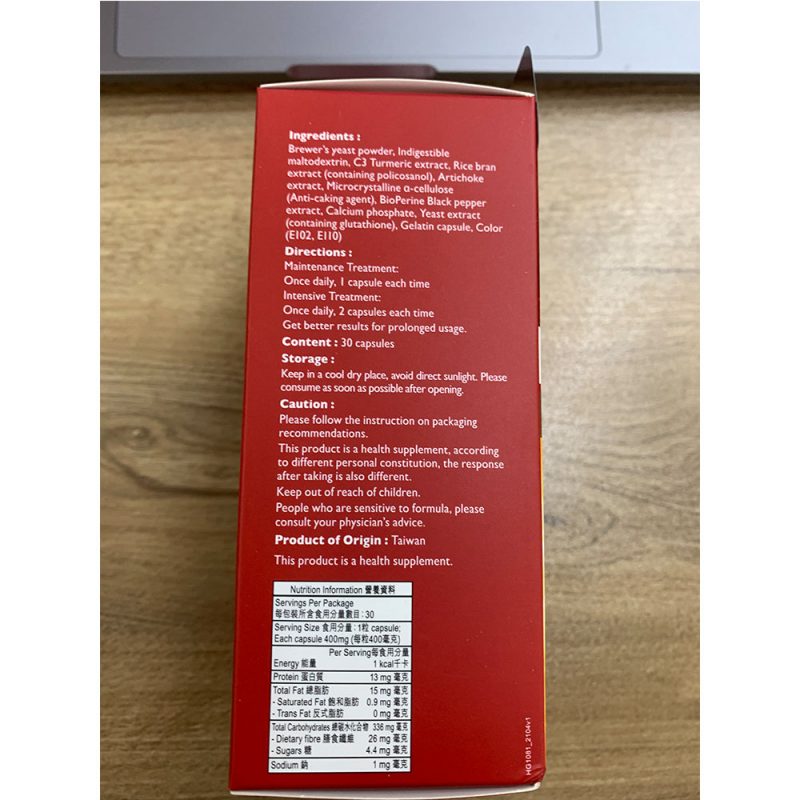 Ingredients :
Brewer's yeast powder, Indigestible
maltodextrin, C3 Turmeric extract, Rice bran
extract (containing policosanol), Artichoke
extract, Microcrystalline α-cellulose
(Anti-caking agent), BioPerine Black pepper
extract, Calcium phosphate, Yeast extract
(containing glutathione), Gelatin capsule, Color
(E102, E110)
Directions :
Maintenance Treatment:
Once daily, 1 capsule each time
Intensive Treatment:
Once daily, 2 capsules each time
Get better results for prolonged usage.
Content : 30 capsules
Storage :
Keep in a cool dry place, avoid direct sunlight. Please
consume as soon as possible after opening.
Caution :
Please follow the instruction on packaging
recommendations.
This product is a health supplement, according
to different personal constitution, the response
after taking is also different.
Keep out of reach of children.
People who are sensitive to formula, please
consult your physician's advice.
Product of Origin : Taiwan
This product is a health supplement.
Nutrition Information 營養資料
Servings Per Package
每包裝所含食用分量數目：30
Serving Size 食用分量：1粒 capsule;
Each capsule 400mg (每粒400毫克)
Per Serving每食用分量
Energy 能量 1 kcal千卡
Protein 蛋白質 13 mg 毫克
Total Fat 總脂肪 15 mg 毫克
- Saturated Fat 飽和脂肪 0.9 mg 毫克
- Trans Fat 反式脂肪 0 mg 毫克
Total Carbohydrates 總碳水化合物 336 mg 毫克
- Dietary fibre 膳食纖維 26 mg 毫克
- Sugars 糖 4.4 mg 毫克
Sodium 鈉 1 mg 毫克
HG1081_2104v1